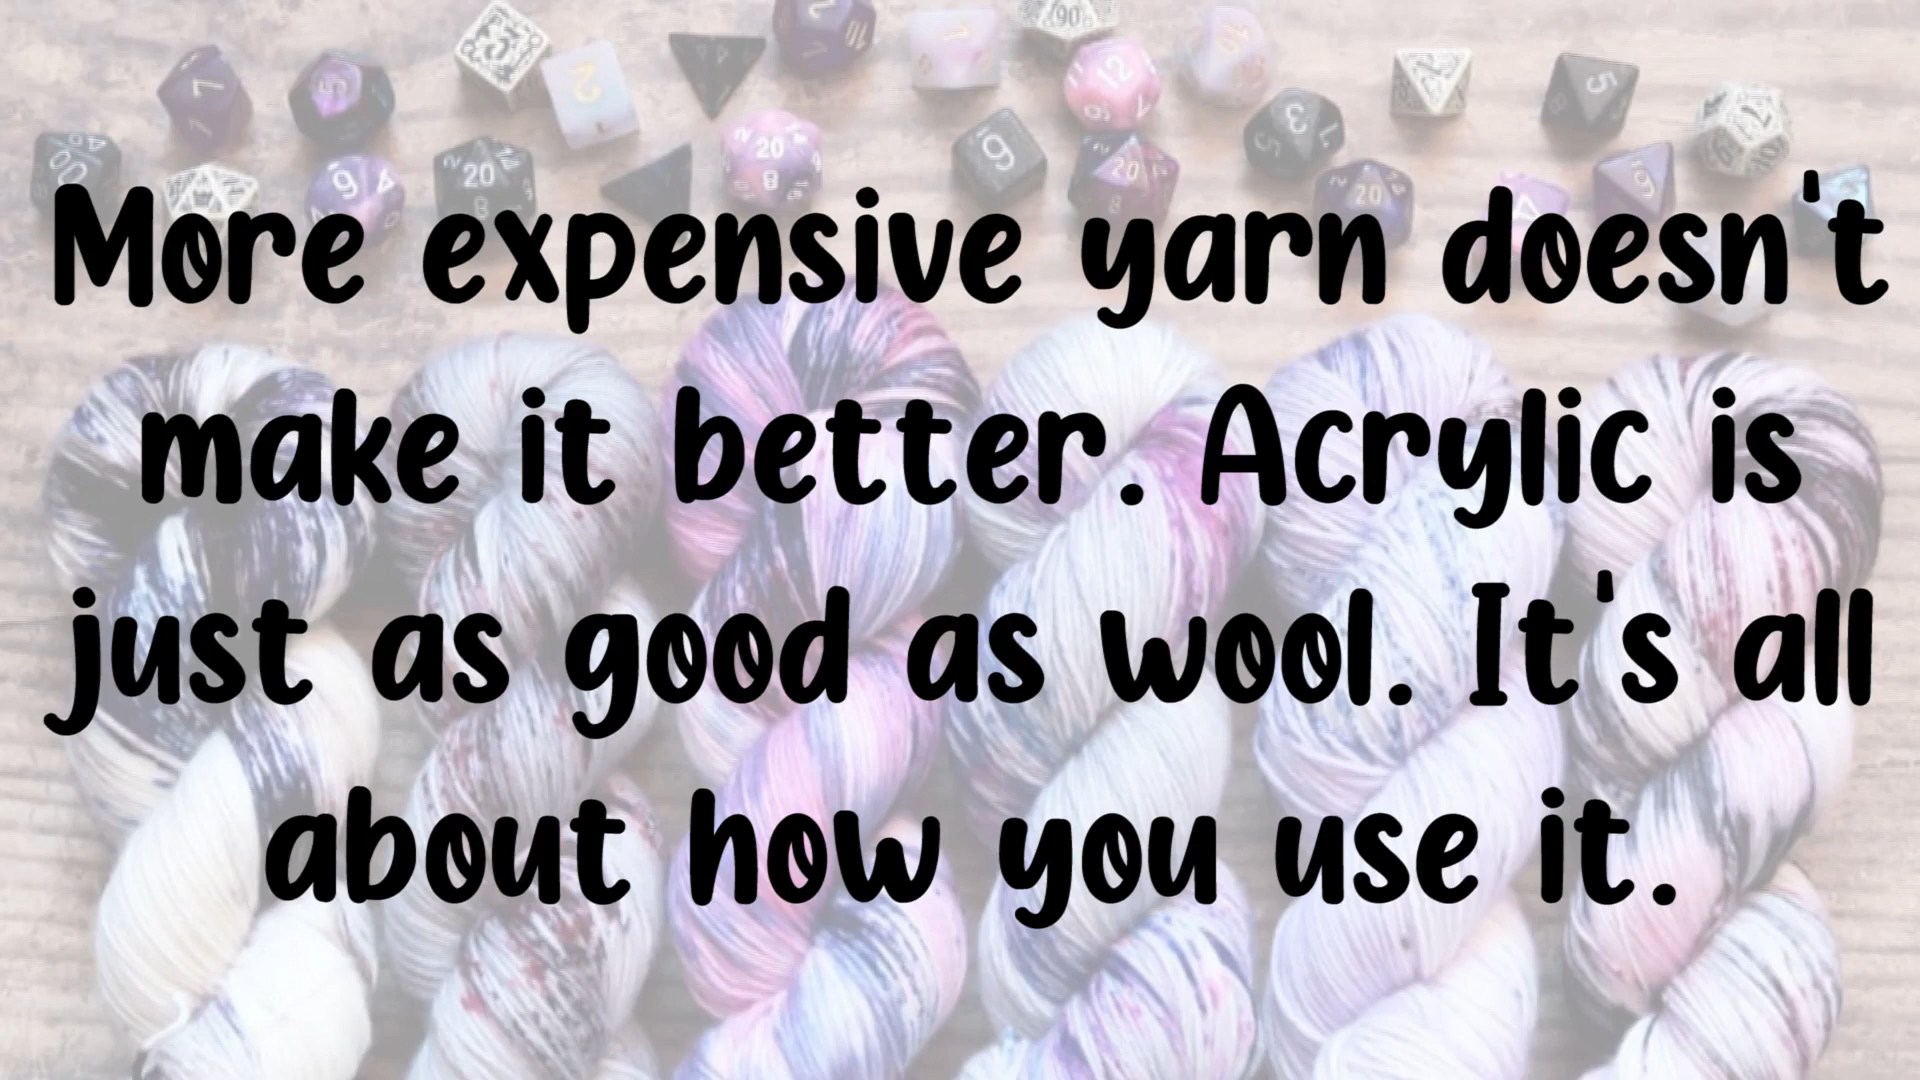 More expensive yarn doesn't
make it better. Acrylic is
just as good as wool. It's all
about how you use it.